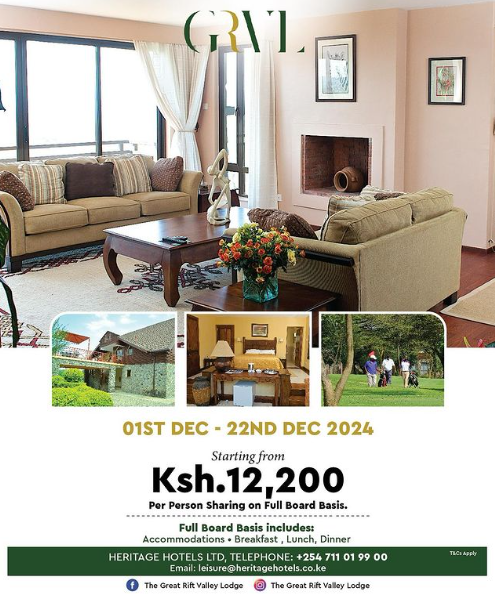 GRVL
01ST DEC - 22ND DEC 2024
Starting from
Ksh.12,200
Per Person Sharing on Full Board Basis.
Full Board Basis includes:
Accommodations • Breakfast , Lunch, Dinner
HERITAGE HOTELS LTD, TELEPHONE: +254 711 01 99 00
T&Cs Apply
Email: leisure@heritagehotels.co.ke
The Great Rift Valley Lodge The Great Rift Valley Lodge